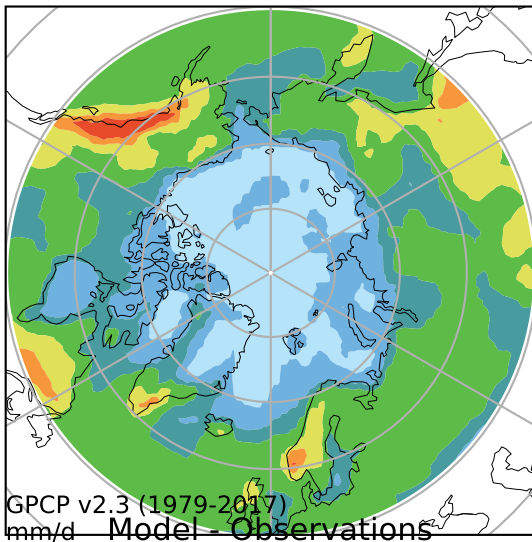 GPCP v2.3 (1979-2017)
mm/d Model - Observations